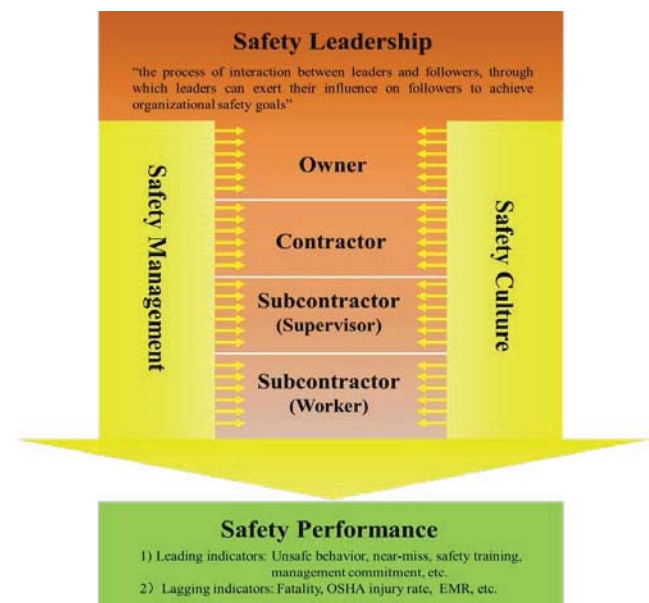 Safety Leadership
“the process of interaction between leaders and followers, through
which leaders can exert their influence on followers to achieve
organizational safety goals”
Safety Management
Owner
Contractor
Subcontractor
(Supervisor)
Subcontractor
(Worker)
Safety Culture
Safety Performance
1) Leading indicators: Unsafe behavior, near-miss, safety training,
management commitment, etc.
2) Lagging indicators: Fatality, OSHA injury rate, EMR, etc.